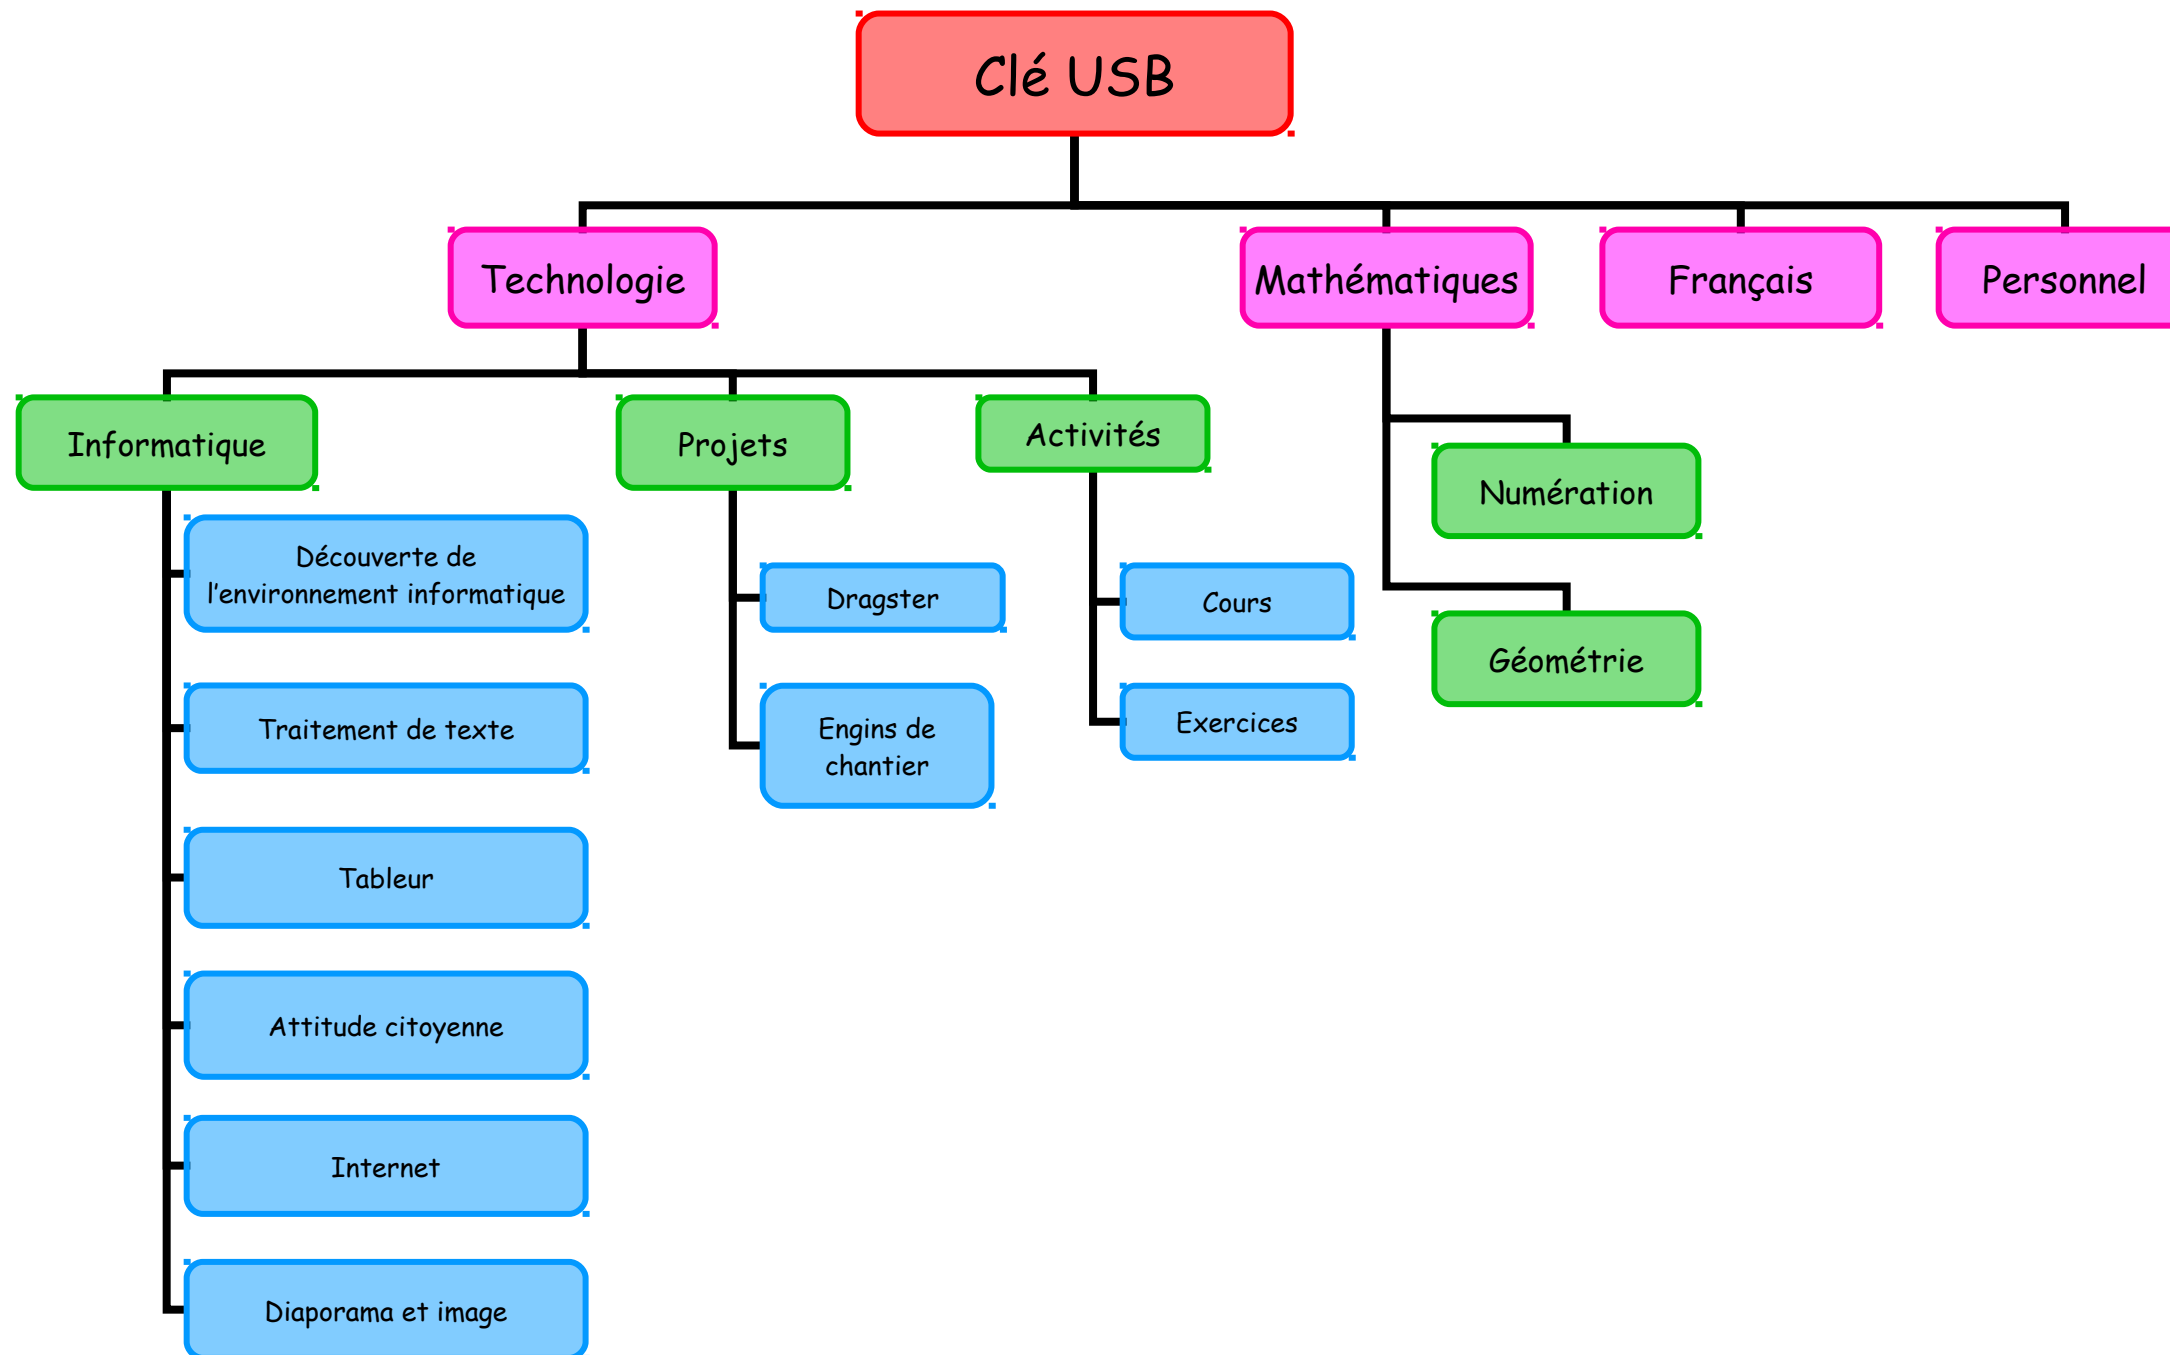 Clé USB
Technologie
Mathématiques
Français
Personnel
Informatique
Projets
Activités
Numération
Géométrie
Découverte de
l'environnement informatique
Traitement de texte
Tableur
Attitude citoyenne
Internet
Diaporama et image
Dragster
Engins de
chantier
Cours
Exercices